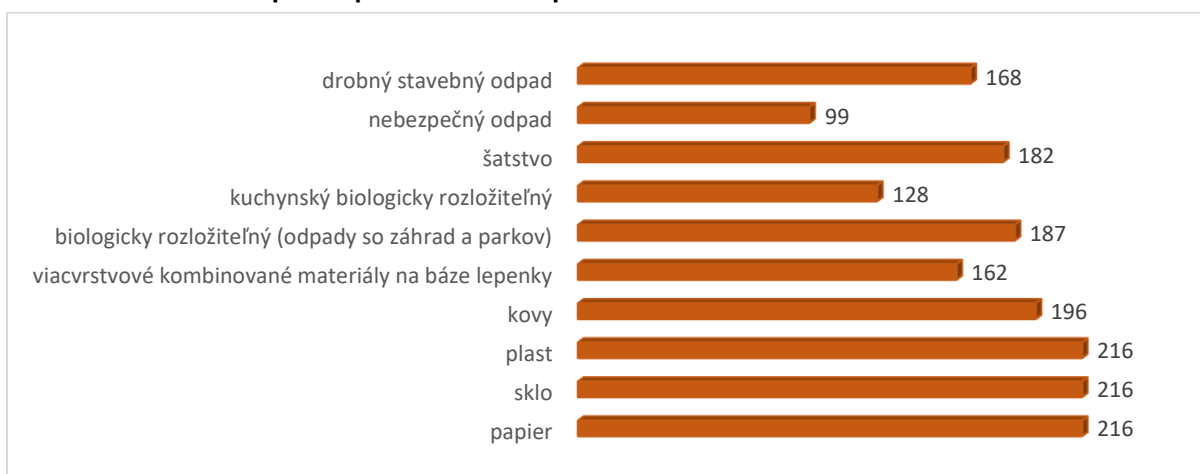 drobný stavebný odpad 168
nebezpečný odpad 99
šatstvo 182
kuchynský biologicky rozložiteľný 128
biologicky rozložiteľný (odpady so záhrad a parkov) 187
viacvrstvové kombinované materiály na báze lepenky 162
kovy 196
plast 216
sklo 216
papier 216